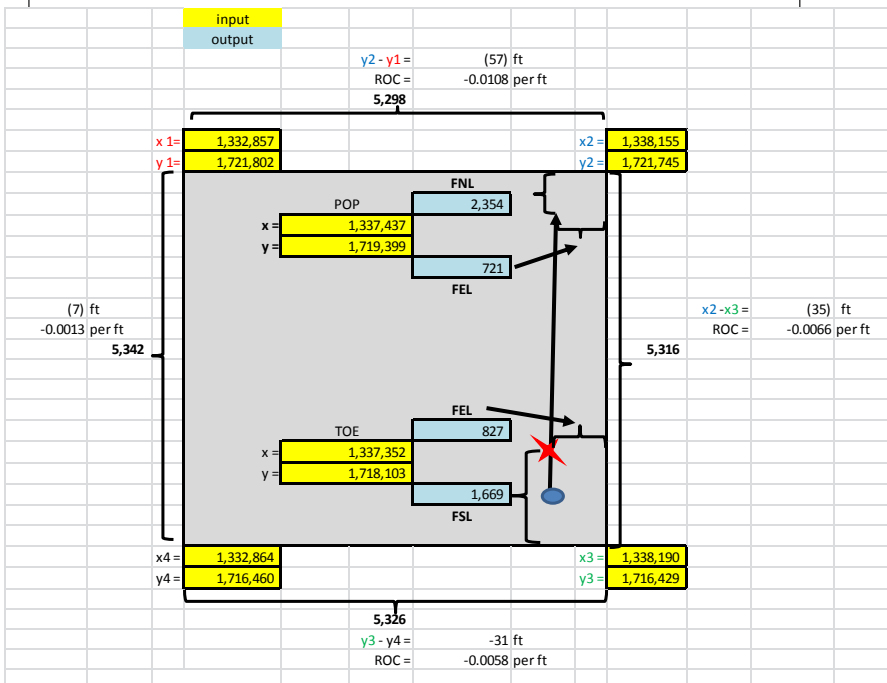 input
output
y2 - y1 = (57) ft
ROC = -0.0108 per ft
5,298
x 1= 1,332,857 x2 = 1,338,155
y 1= 1,721,802 y2 = 1,721,745
FNL
POP 2,354
x = 1,337,437
y = 1,719,399
721
FEL
(7) ft x2 -x3 = (35) ft
-0.0013 per ft ROC = -0.0066 per ft
5,342 5,316
FEL
TOE 827
x = 1,337,352
y = 1,718,103
1,669
FSL
x4 = 1,332,864 x3 = 1,338,190
y4 = 1,716,460 y3 = 1,716,429
5,326
y3 - y4 = -31 ft
ROC = -0.0058 per ft